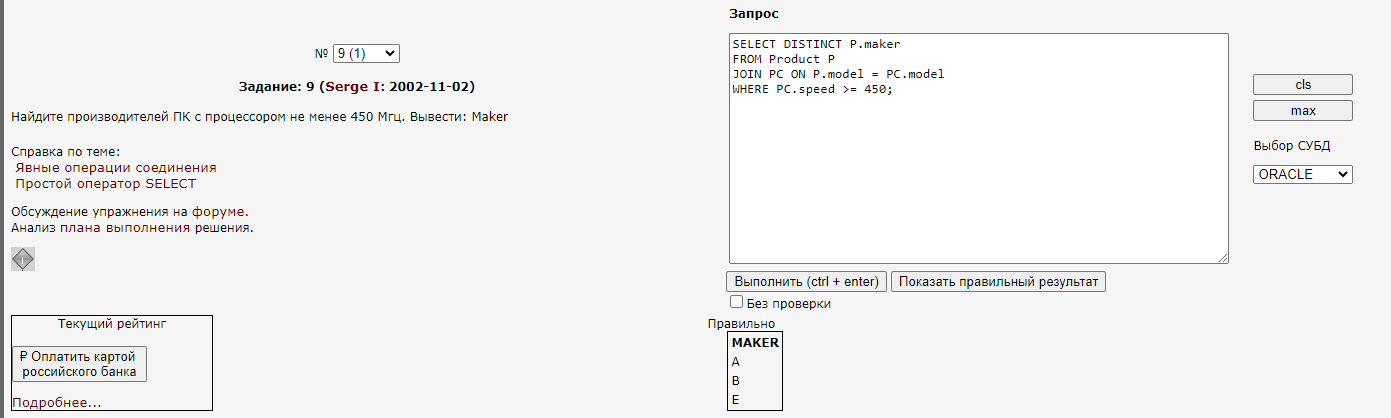 № 9 (1)
Задание: 9 (Serge I: 2002-11-02)
Найдите производителей ПК с процессором не менее 450 Мгц. Вывести: Maker
Справка по теме:
Явные операции соединения
Простой оператор SELECT
Обсуждение упражнения на форуме.
Анализ плана выполнения решения.
Текущий рейтинг
₽ Оплатить картой
российского банка
Подробнее...
Запрос
SELECT DISTINCT P.maker
FROM Product P
JOIN PC ON P.model = PC.model
WHERE PC.speed >= 450;
cls
max
Выбор СУБД
ORACLE
Выполнить (ctrl + enter) Показать правильный результат
Без проверки
Правильно
MAKER
A
B
E